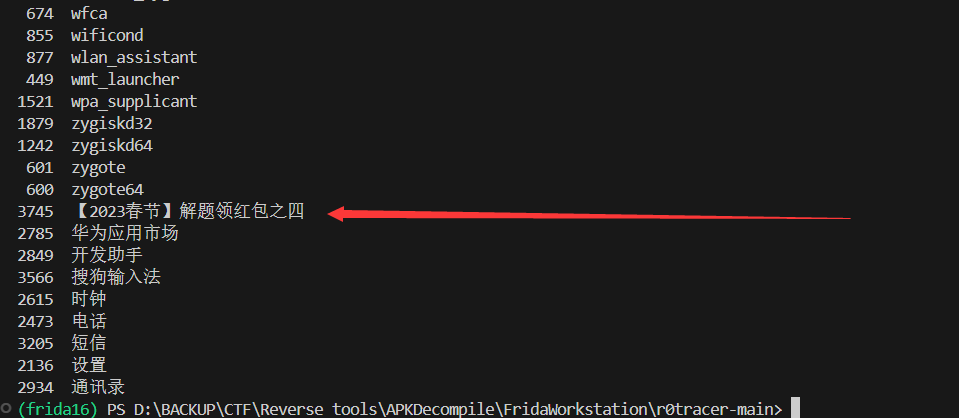 674 wfca
855 wificond
877 wlan_assistant
449 wmt_launcher
1521 wpa_supplicant
1879 zygiskd32
1242 zygiskd64
601 zygote
600 zygote64
3745 【2023春节】解题领红包之四
2785 华为应用市场
2849 开发助手
3566 搜狗输入法
2615 时钟
2473 电话
3205 短信
2136 设置
2934 通讯录
(frida16) PS D:\BACKUP\CTF\Reverse tools\APKDecompile\FridaWorkstation\r0tracer-main>